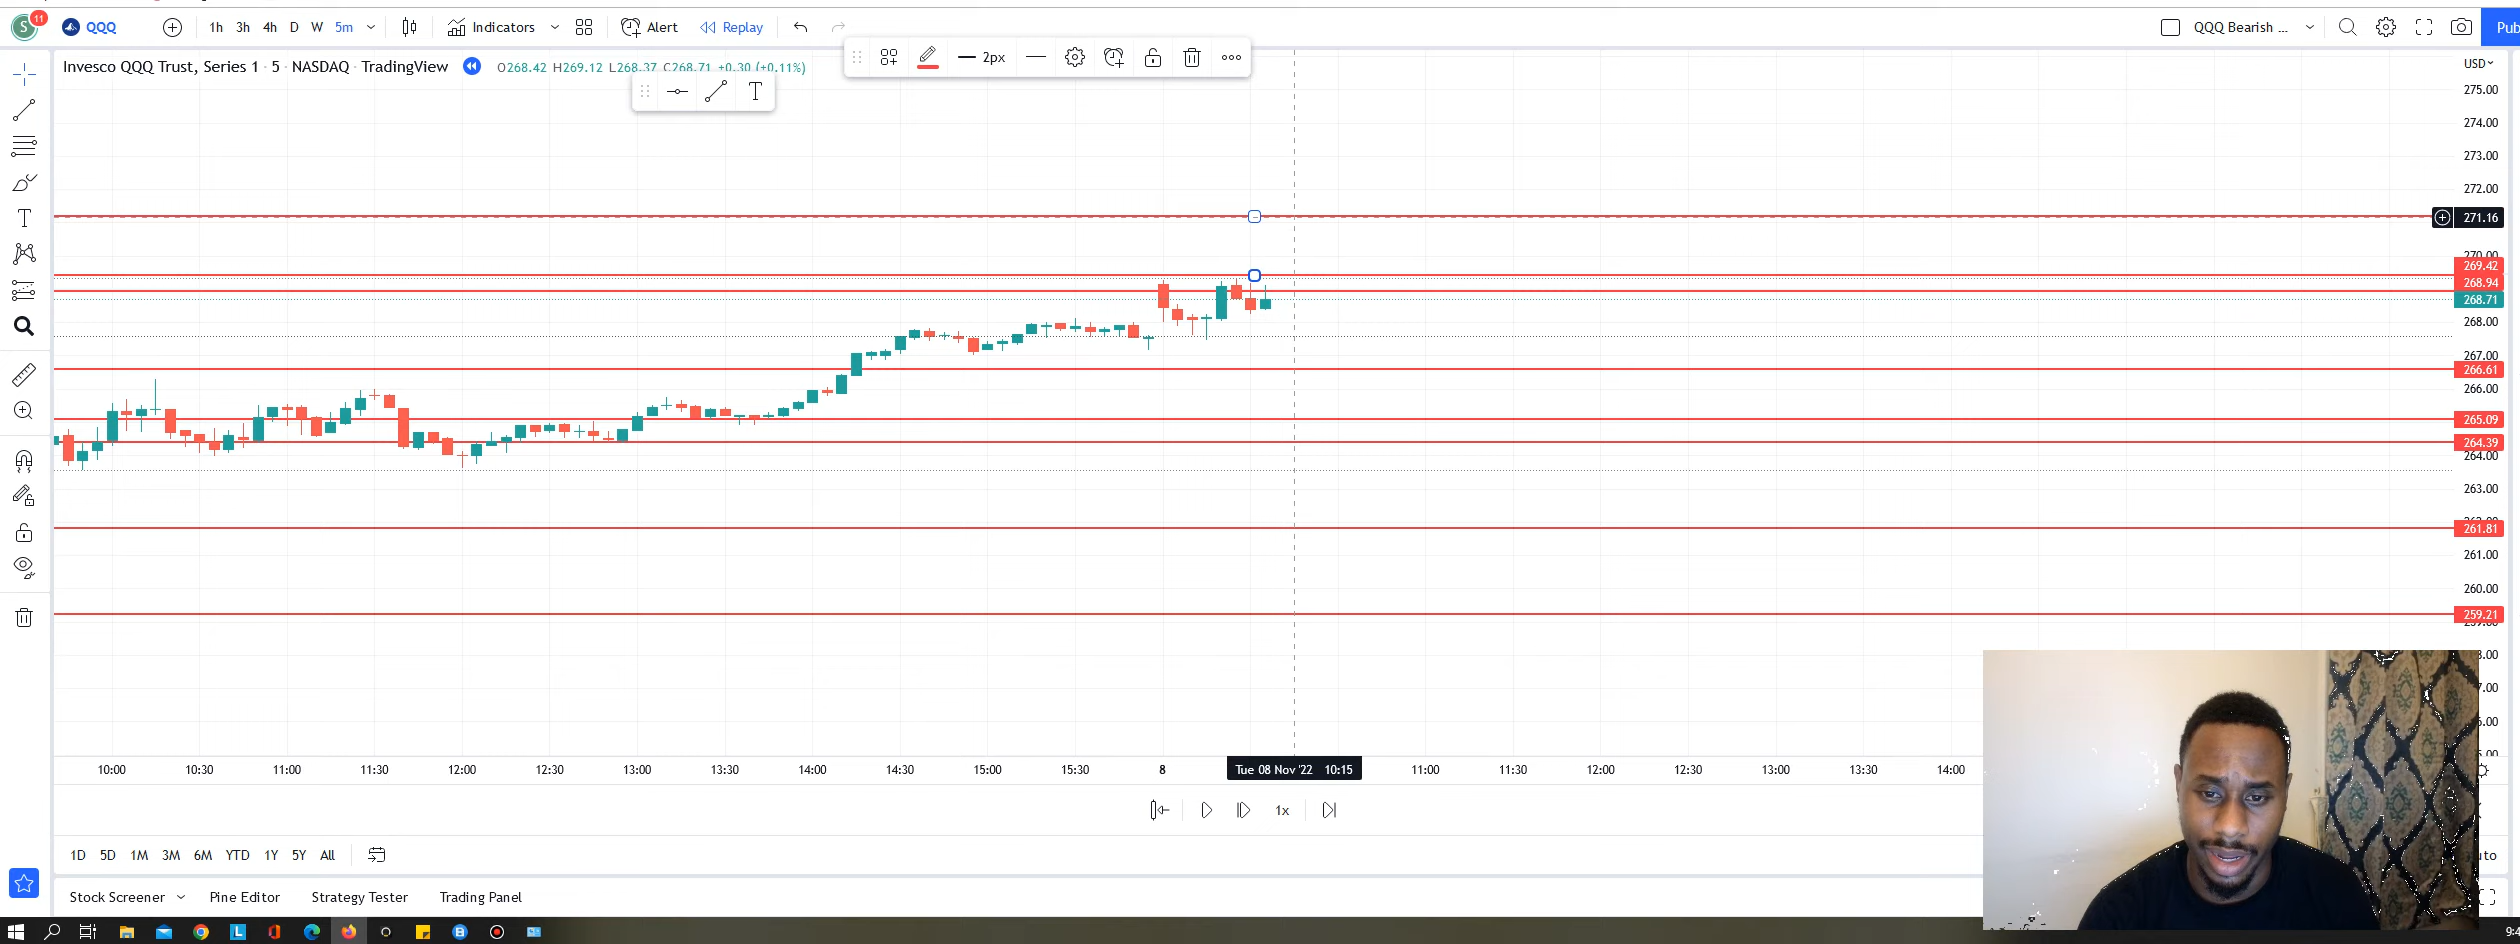 S 11 QQQ 1h 3h 4h D W 5m Indicators Alert Replay QQQ Bearish ... Pub
2px
Invesco QQQ Trust, Series 1 · 5 · NASDAQ · TradingView O268.42 H269.12 L268.37 C268.71 +0.30 (+0.11%)
USD
T
275.00
274.00
273.00
272.00
271.16
270.00
269.42
268.94
268.71
268.00
267.00
266.61
266.00
265.09
264.39
264.00
263.00
261.81
261.00
260.00
259.21
10:00 10:30 11:00 11:30 12:00 12:30 13:00 13:30 14:00 14:30 15:00 15:30 8 Tue 08 Nov '22 10:15 11:00 11:30 12:00 12:30 13:00 13:30 14:00
1x
1D 5D 1M 3M 6M YTD 1Y 5Y All
Stock Screener Pine Editor Strategy Tester Trading Panel